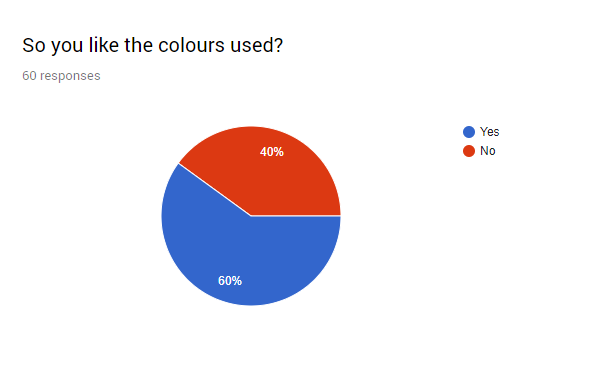 So you like the colours used?
60 responses
Yes
No
40%
60%